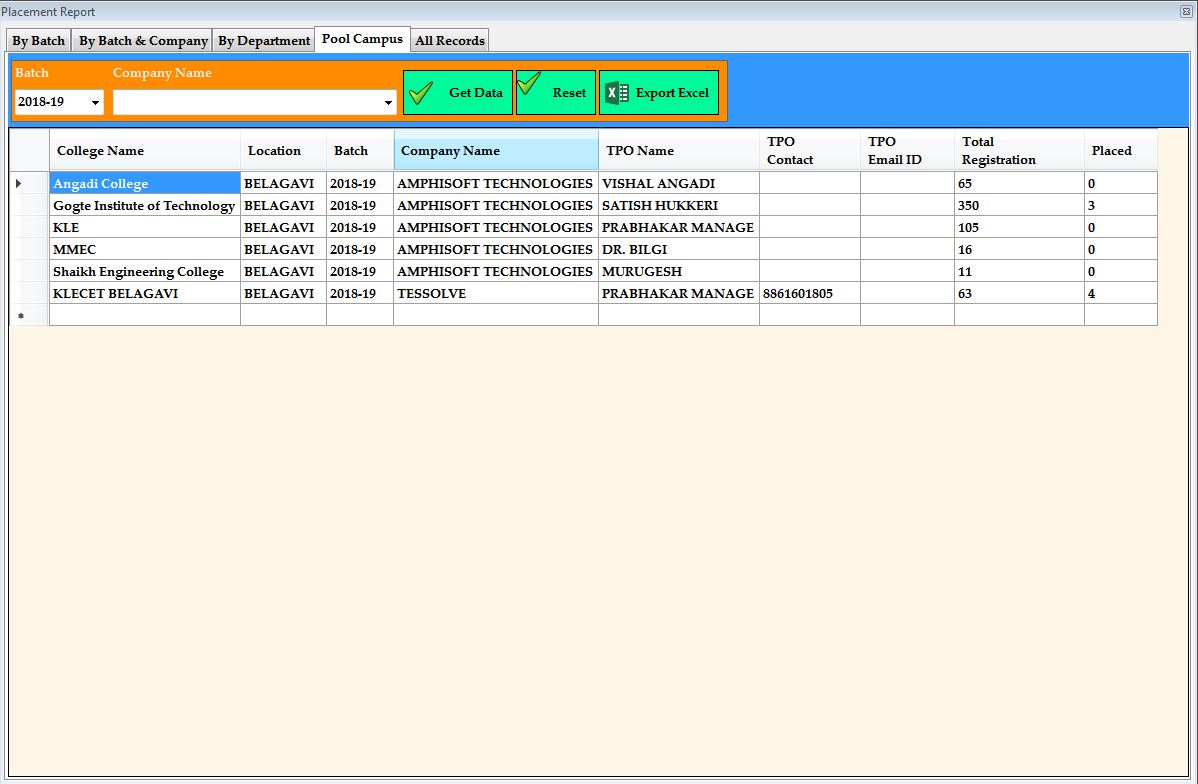 Placement Report
By Batch By Batch & Company By Department Pool Campus All Records
Batch Company Name
2018-19 Get Data Reset Export Excel
College Name Location Batch Company Name TPO Name TPO Contact TPO Email ID Total Registration Placed
Angadi College BELAGAVI 2018-19 AMPHISOFT TECHNOLOGIES VISHAL ANGADI 65 0
Gogte Institute of Technology BELAGAVI 2018-19 AMPHISOFT TECHNOLOGIES SATISH HUKKERI 350 3
KLE BELAGAVI 2018-19 AMPHISOFT TECHNOLOGIES PRABHAKAR MANAGE 105 0
MMEC BELAGAVI 2018-19 AMPHISOFT TECHNOLOGIES DR. BILGI 16 0
Shaikh Engineering College BELAGAVI 2018-19 AMPHISOFT TECHNOLOGIES MURUGESH 11 0
KLECET BELAGAVI BELAGAVI 2018-19 TESSOLVE PRABHAKAR MANAGE 8861601805 63 4